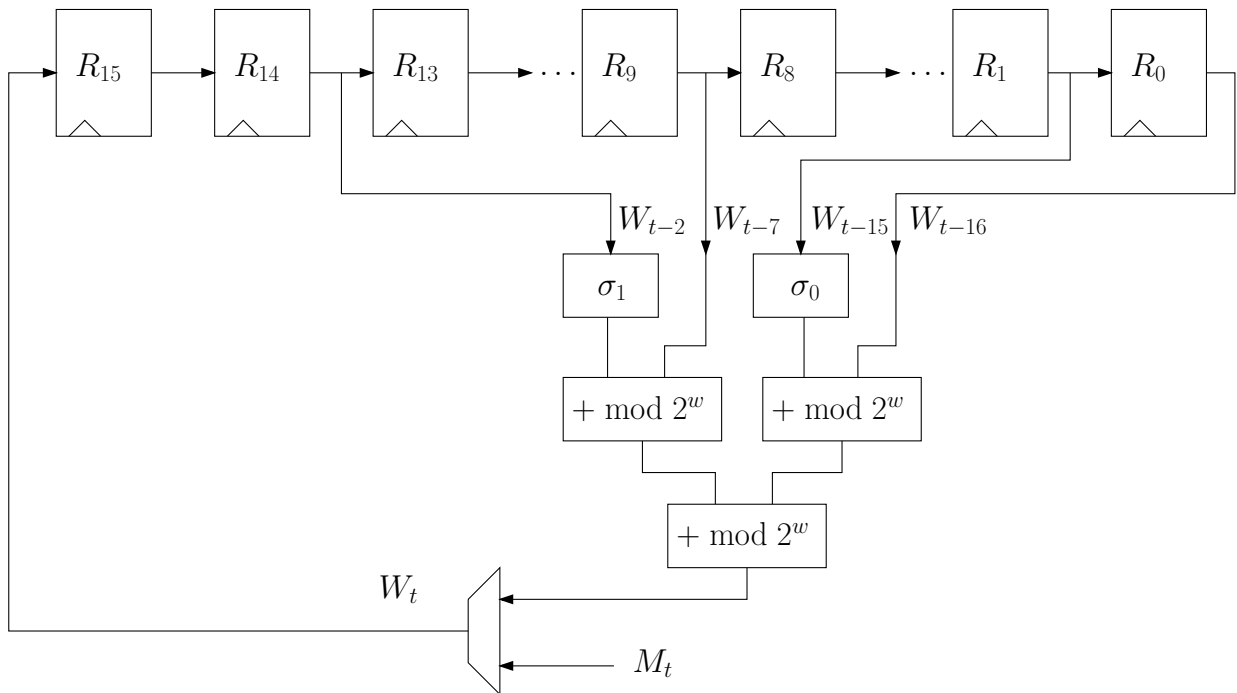 R₁₅ R₁₄ R₁₃ ··· R₉ R₈ ··· R₁ R₀
Wₜ₋₂ Wₜ₋₇ Wₜ₋₁₅ Wₜ₋₁₆
σ₁ σ₀
+ mod 2ʷ + mod 2ʷ
+ mod 2ʷ
Wₜ
Mₜ